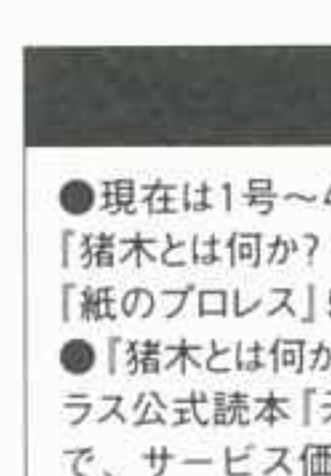 ●現在は1号～4
『猪木とは何か?
『紙のプロレス』
●『猪木とは何か
ラス公式読本『
で、サービス価